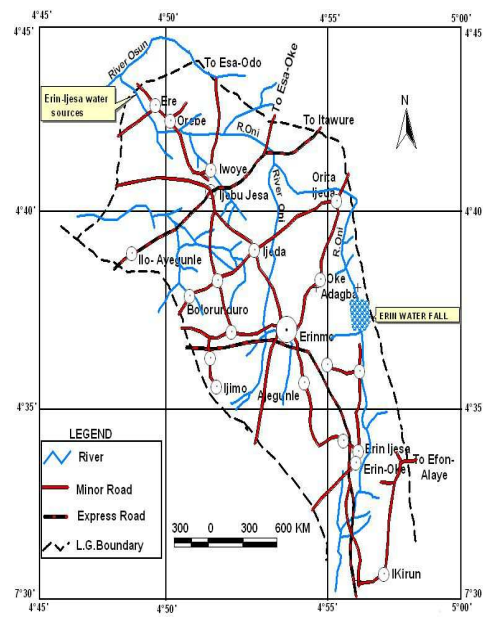 4°45'
4°50'
4°55'
5°00'
4°45'
4°45
River Osun
To Esa-Odo
To Esa-Oke
Erin-Ijesa water
sources
Ere
Orebe
R.Oni
To Itawure
N
Iwoye
Ijebu Jesa
River Oni
Orita
Ijeda
4°40'
4°40'
R.Oni
Ijeda
Ilo- Ayegunle
Oke
Adagba
Bolorunduro
ERIN WATER FALL
Erinmo
Ijimo
Alegunle
4°35'
4°35'
LEGEND
River
Minor Road
Express Road
L.G.Boundary
Erin Ijesa
Erin-Oke
To Efon-
Alaye
300 0 300 600 KM
IKirun
7°30'
7°30'
4°45'
4°50'
4°55'
5°00'